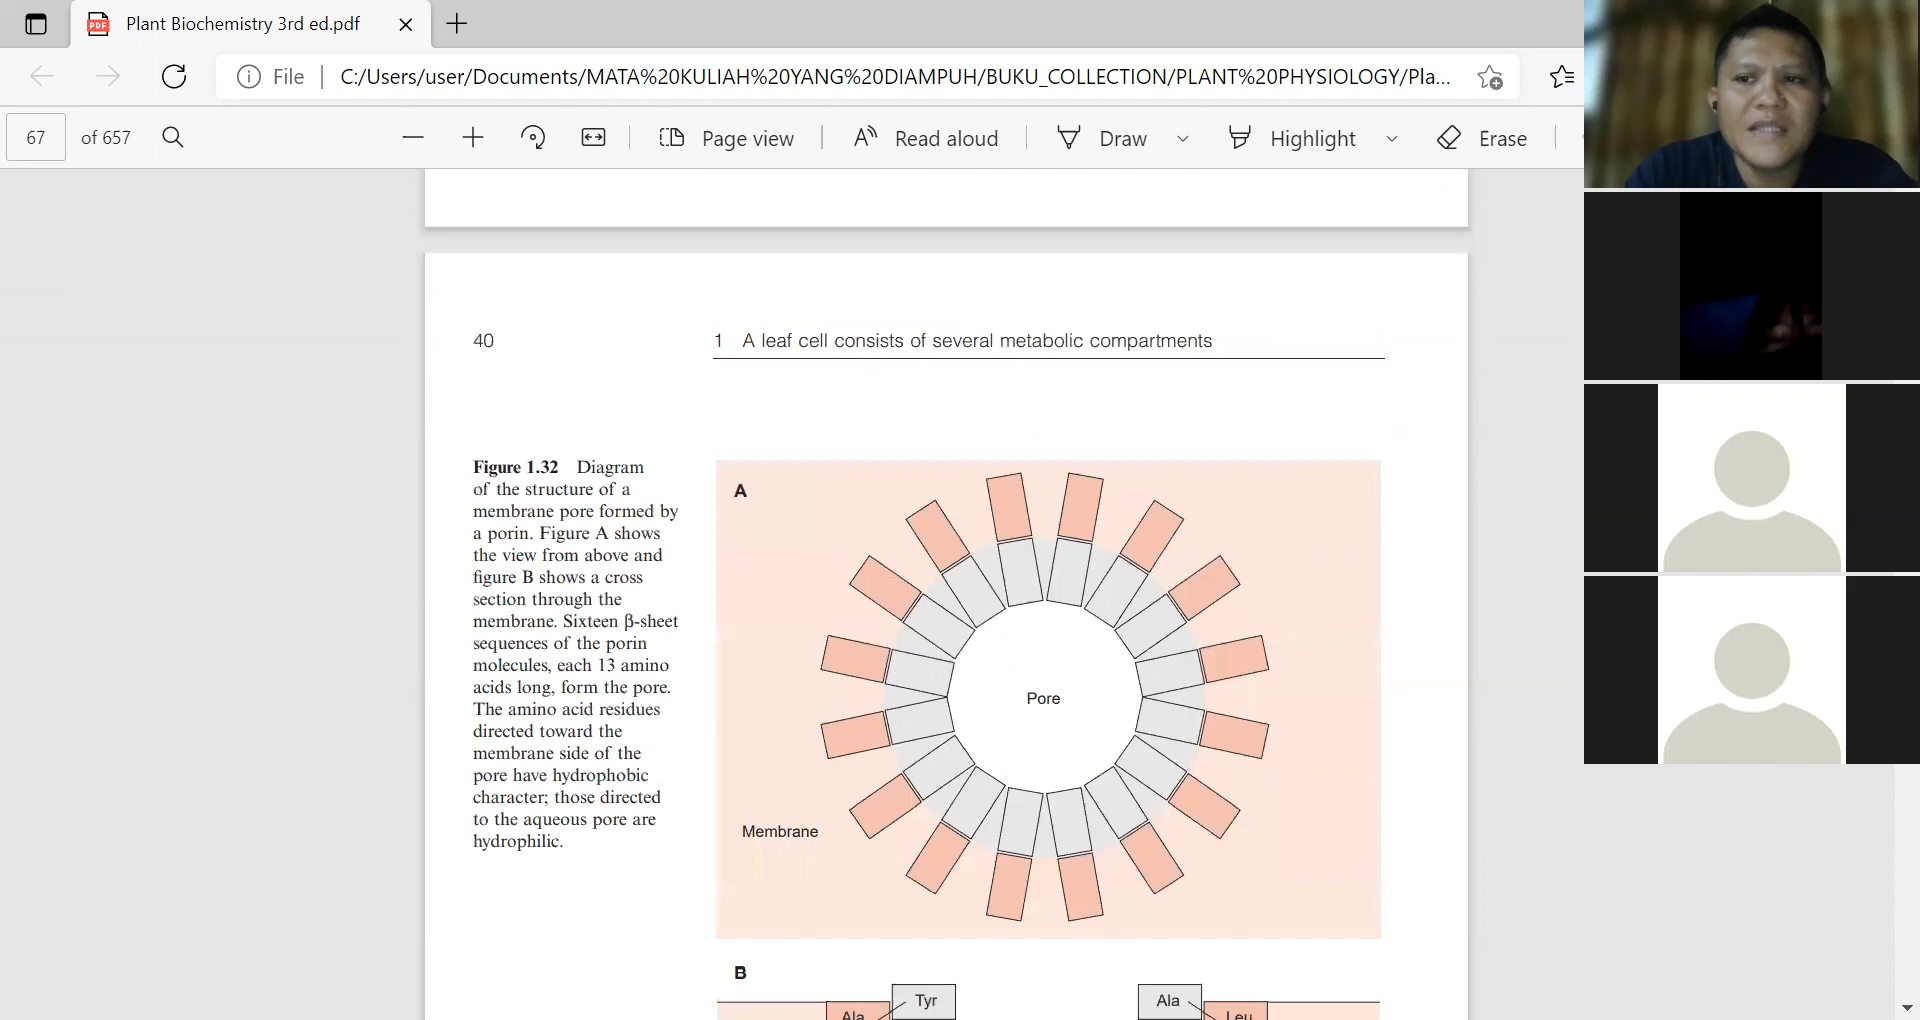 Plant Biochemistry 3rd ed.pdf
File
C:/Users/user/Documents/MATA%20KULIAH%20YANG%20DIAMPUH/BUKU_COLLECTION/PLANT%20PHYSIOLOGY/Pla...
67 of 657
Page view
Read aloud
Draw
Highlight
Erase
40
1 A leaf cell consists of several metabolic compartments
Figure 1.32 Diagram
of the structure of a
membrane pore formed by
a porin. Figure A shows
the view from above and
figure B shows a cross
section through the
membrane. Sixteen β-sheet
sequences of the porin
molecules, each 13 amino
acids long, form the pore.
The amino acid residues
directed toward the
membrane side of the
pore have hydrophobic
character; those directed
to the aqueous pore are
hydrophilic.
A
Pore
Membrane
B
Tyr
Ala
Ala
Leu